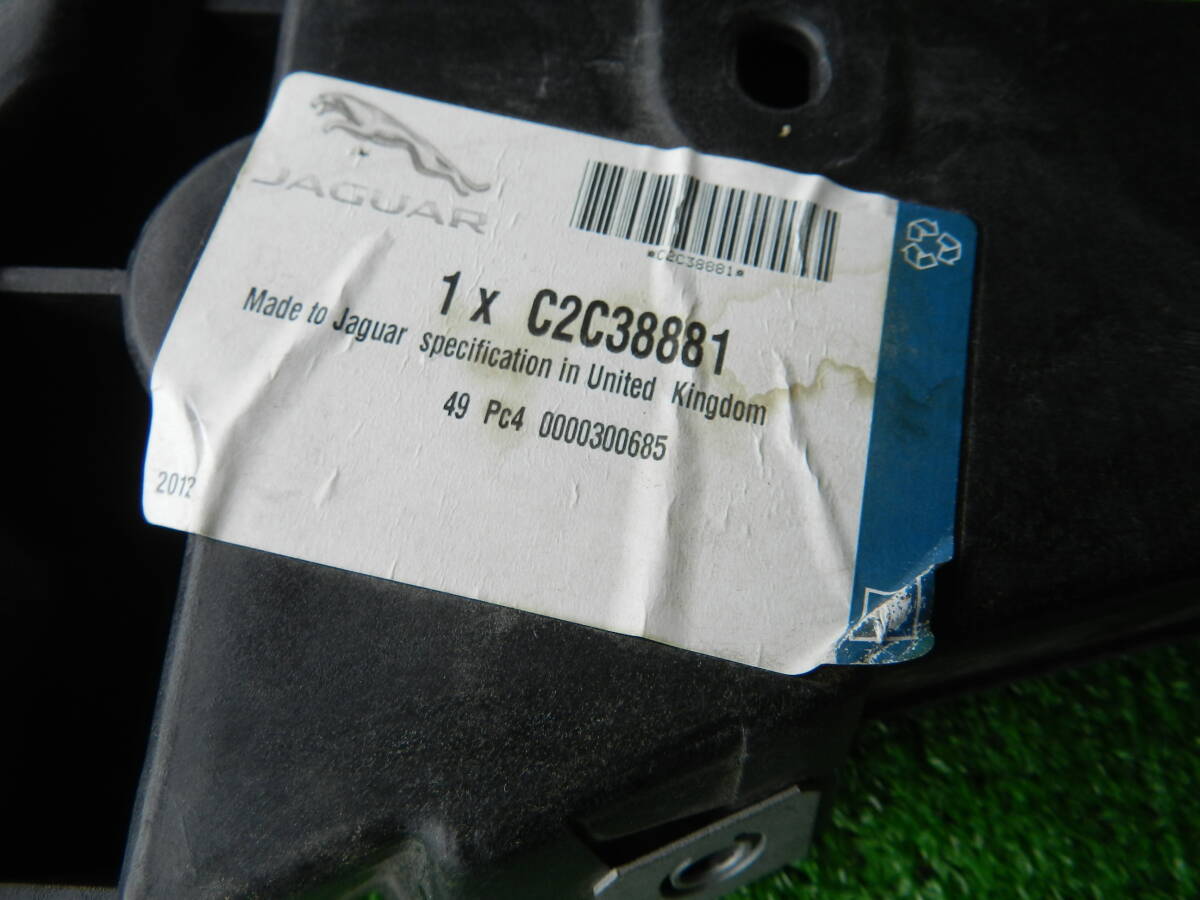 JAGUAR
*C2C38881*
1 x C2C38881
Made to Jaguar specification in United Kingdom
49 Pc4 0000300685
2012